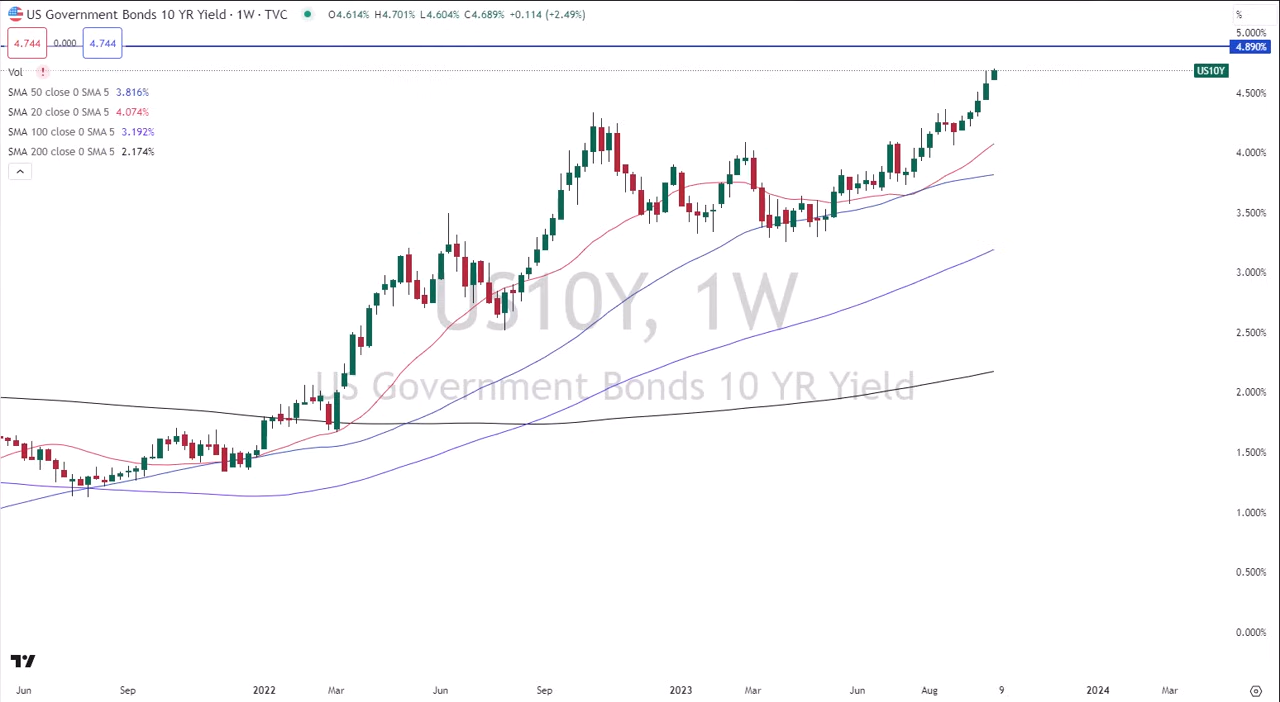 US Government Bonds 10 YR Yield · 1W · TVC O4.614% H4.701% L4.604% C4.689% +0.114 (+2.49%)
4.744 0.000 4.744
Vol !
SMA 50 close 0 SMA 5 3.816%
SMA 20 close 0 SMA 5 4.074%
SMA 100 close 0 SMA 5 3.192%
SMA 200 close 0 SMA 5 2.174%
US10Y, 1W
US Government Bonds 10 YR Yield
%
5.000%
4.890%
US10Y
4.500%
4.000%
3.500%
3.000%
2.500%
2.000%
1.500%
1.000%
0.500%
0.000%
Jun Sep 2022 Mar Jun Sep 2023 Mar Jun Aug 9 2024 Mar